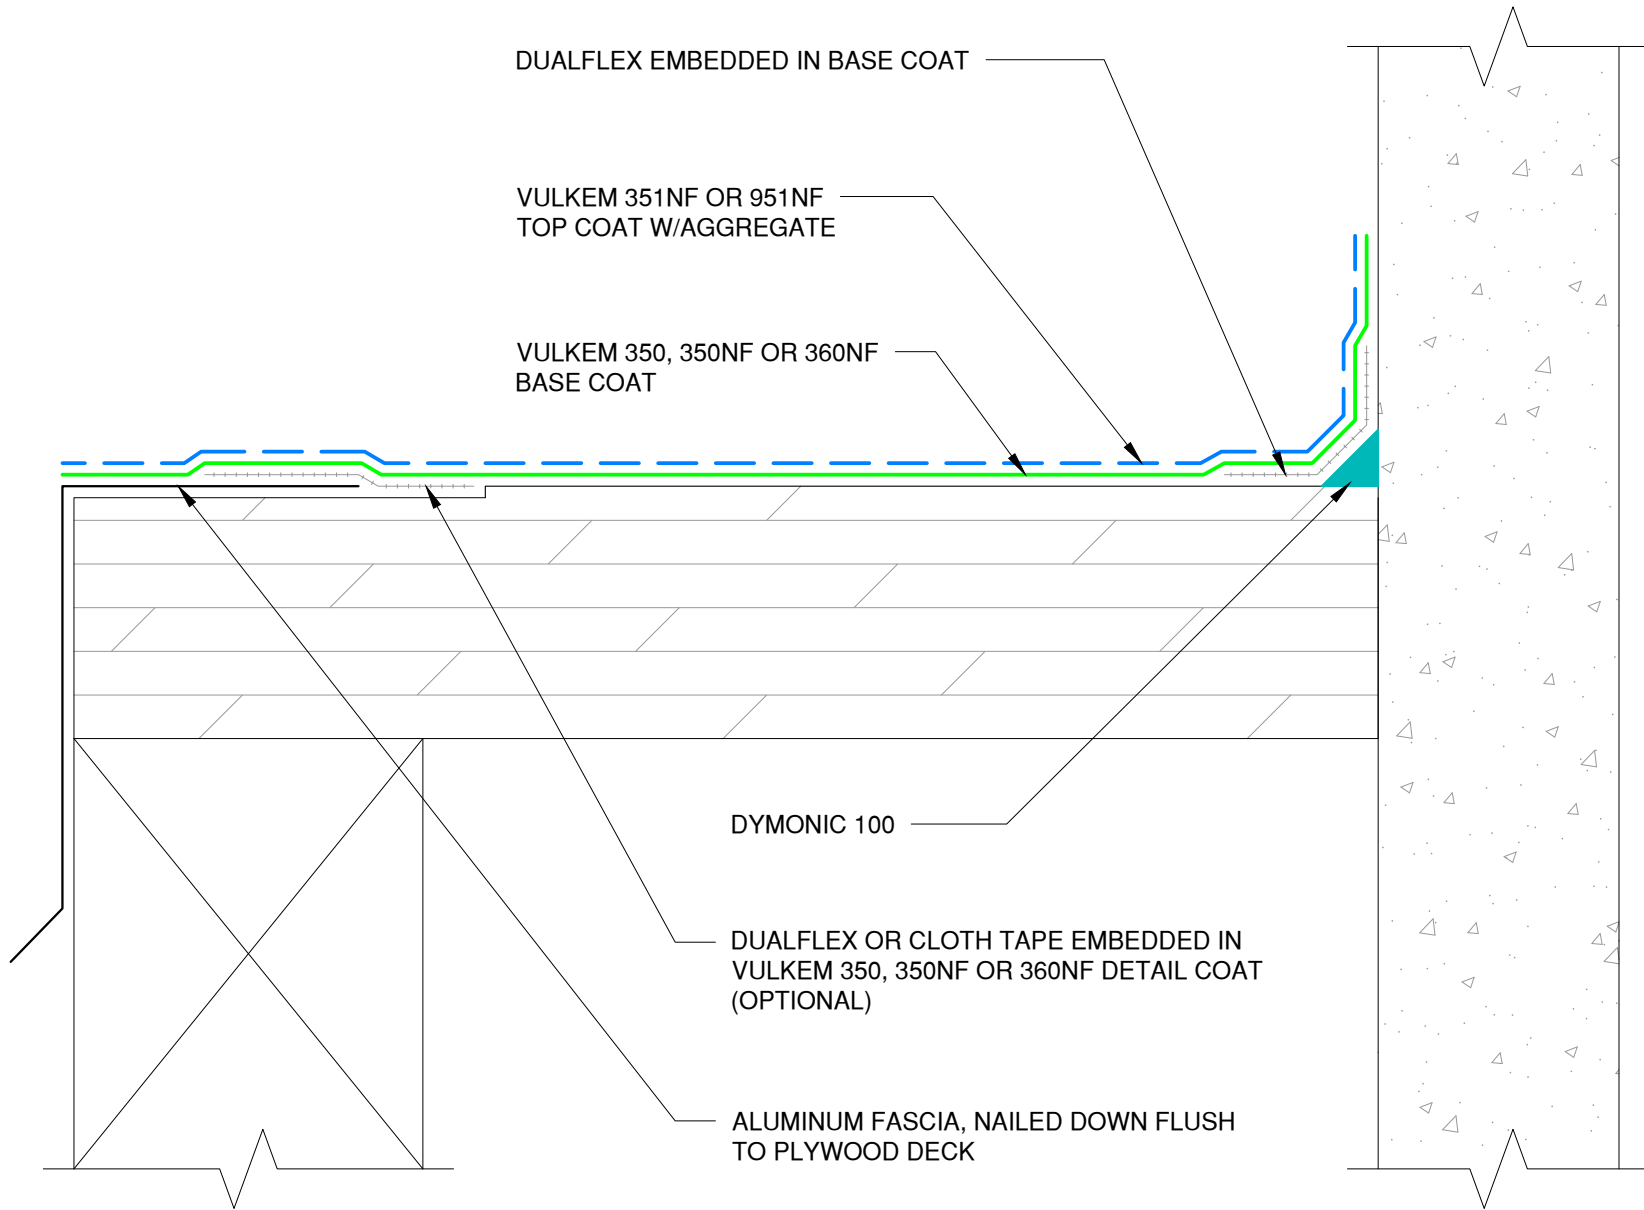 DUALFLEX EMBEDDED IN BASE COAT
VULKEM 351NF OR 951NF
TOP COAT W/AGGREGATE
VULKEM 350, 350NF OR 360NF
BASE COAT
DYMONIC 100
DUALFLEX OR CLOTH TAPE EMBEDDED IN
VULKEM 350, 350NF OR 360NF DETAIL COAT
(OPTIONAL)
ALUMINUM FASCIA, NAILED DOWN FLUSH
TO PLYWOOD DECK